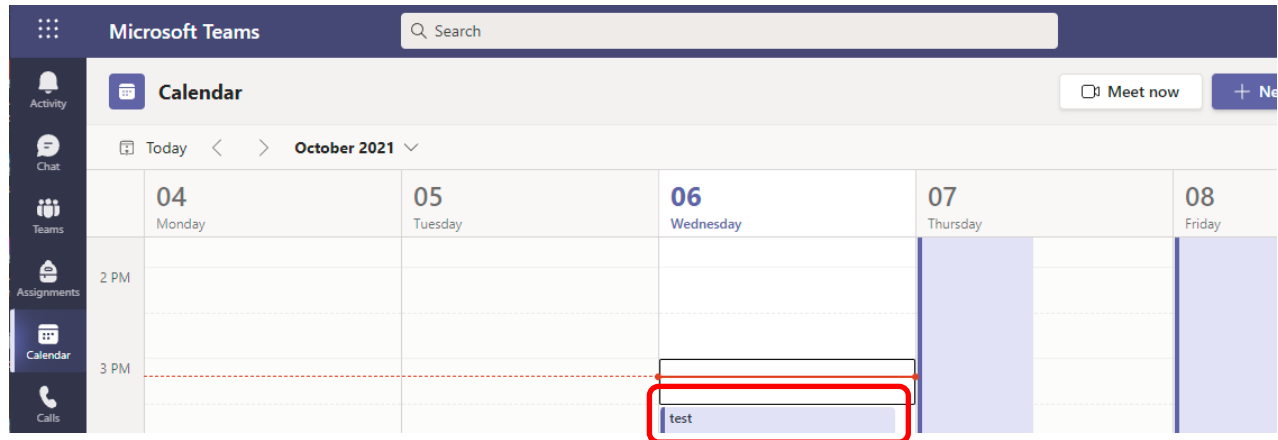 Microsoft Teams
Search
Activity
Calendar
Meet now
+ Ne
Chat
Today
October 2021
Teams
04
Monday
05
Tuesday
06
Wednesday
07
Thursday
08
Friday
Assignments
2 PM
Calendar
3 PM
Calls
test